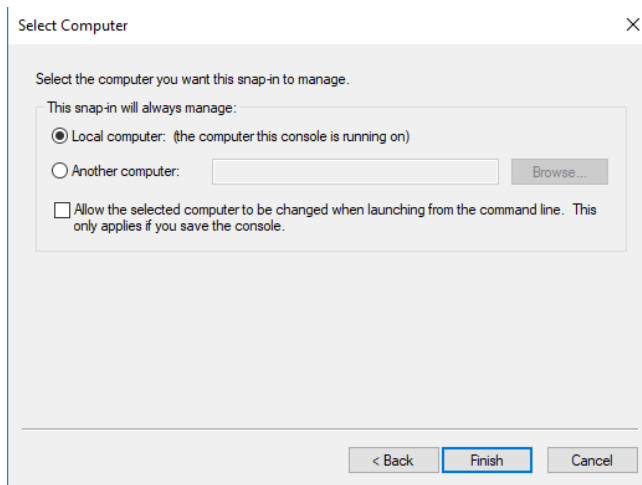 Select Computer
Select the computer you want this snap-in to manage.
This snap-in will always manage:
Local computer: (the computer this console is running on)
Another computer:
Browse...
Allow the selected computer to be changed when launching from the command line. This
only applies if you save the console.
< Back
Finish
Cancel